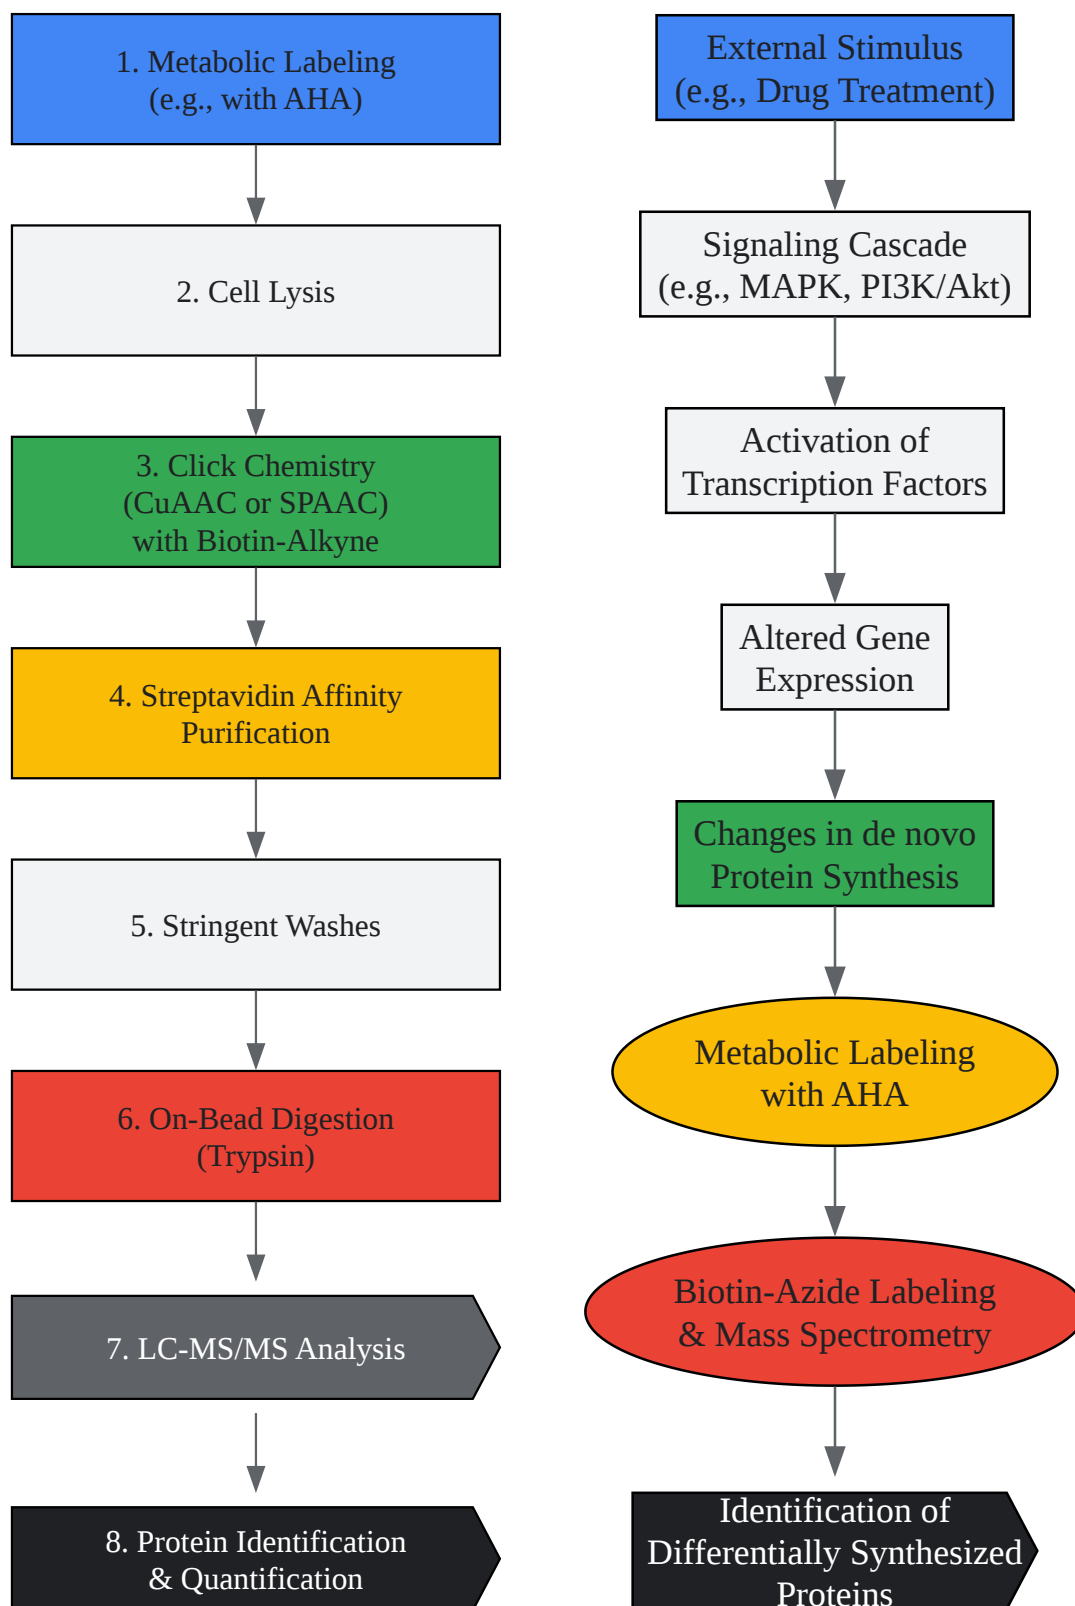 1. Metabolic Labeling
(e.g., with AHA)
2. Cell Lysis
3. Click Chemistry
(CuAAC or SPAAC)
with Biotin-Alkyne
4. Streptavidin Affinity
Purification
5. Stringent Washes
6. On-Bead Digestion
(Trypsin)
7. LC-MS/MS Analysis
8. Protein Identification
& Quantification
External Stimulus
(e.g., Drug Treatment)
Signaling Cascade
(e.g., MAPK, PI3K/Akt)
Activation of
Transcription Factors
Altered Gene
Expression
Changes in de novo
Protein Synthesis
Metabolic Labeling
with AHA
Biotin-Azide Labeling
& Mass Spectrometry
Identification of
Differentially Synthesized
Proteins